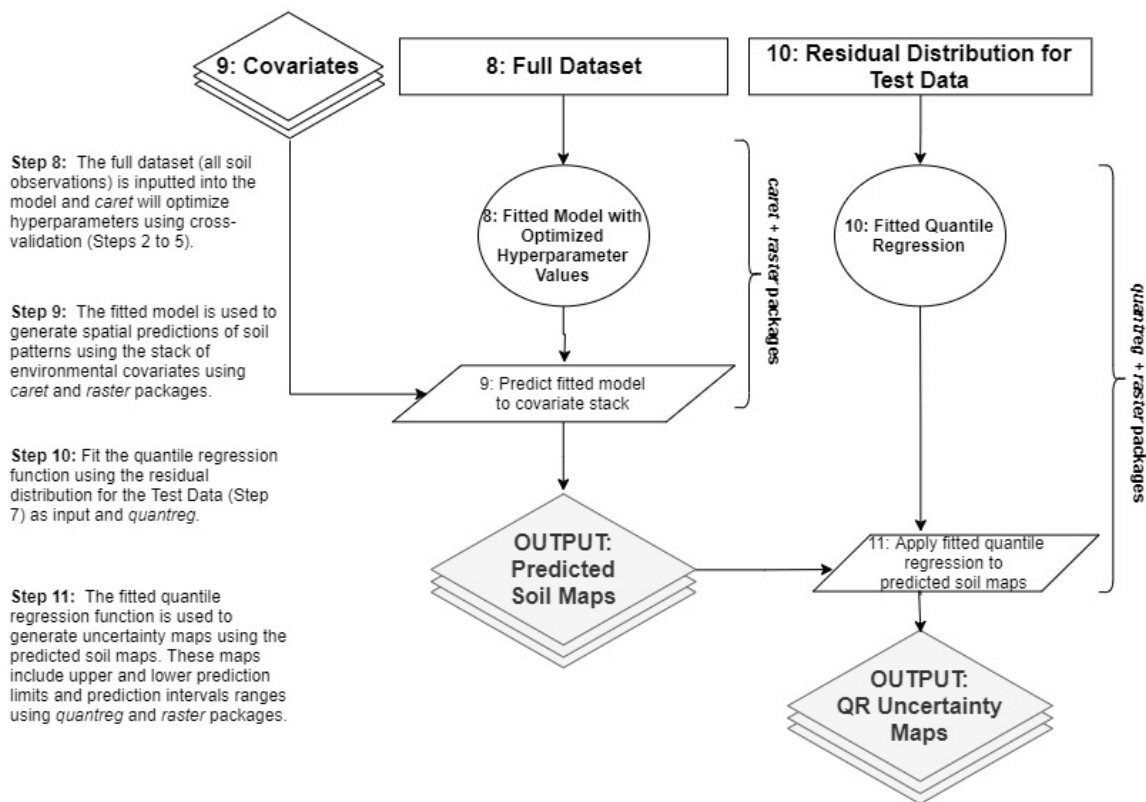 9: Covariates
8: Full Dataset
10: Residual Distribution for
Test Data
Step 8: The full dataset (all soil
observations) is inputted into the
model and caret will optimize
hyperparameters using cross-
validation (Steps 2 to 5).
8: Fitted Model with
Optimized
Hyperparameter
Values
caret + raster packages
10: Fitted Quantile
Regression
quantreg + raster packages
Step 9: The fitted model is used to
generate spatial predictions of soil
patterns using the stack of
environmental covariates using
caret and raster packages.
9: Predict fitted model
to covariate stack
Step 10: Fit the quantile regression
function using the residual
distribution for the Test Data (Step
7) as input and quantreg.
OUTPUT:
Predicted
Soil Maps
11: Apply fitted quantile
regression to
predicted soil maps
Step 11: The fitted quantile
regression function is used to
generate uncertainty maps using the
predicted soil maps. These maps
include upper and lower prediction
limits and prediction intervals ranges
using quantreg and raster packages.
OUTPUT:
QR Uncertainty
Maps